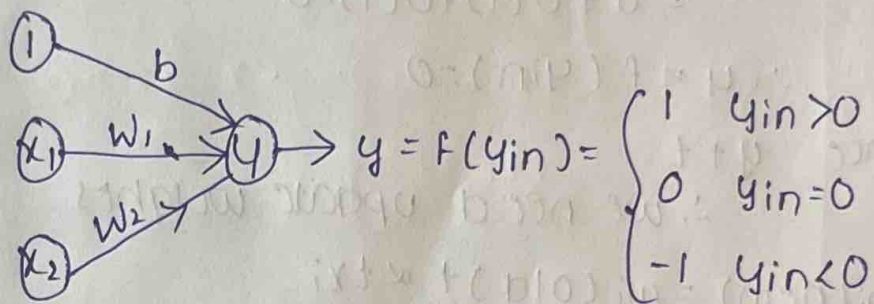 1
b
x1 W1 y y = f(yin) = { 1 yin>0
0 yin=0
-1 yin<0
W2
x2